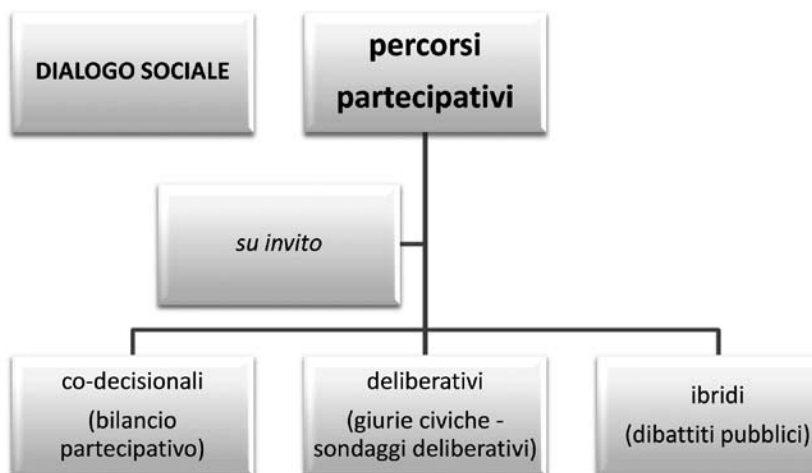 DIALOGO SOCIALE
percorsi
partecipativi
su invito
co-decisionali
(bilancio
partecipativo)
deliberativi
(giurie civiche -
sondaggi deliberativi)
ibridi
(dibattiti pubblici)